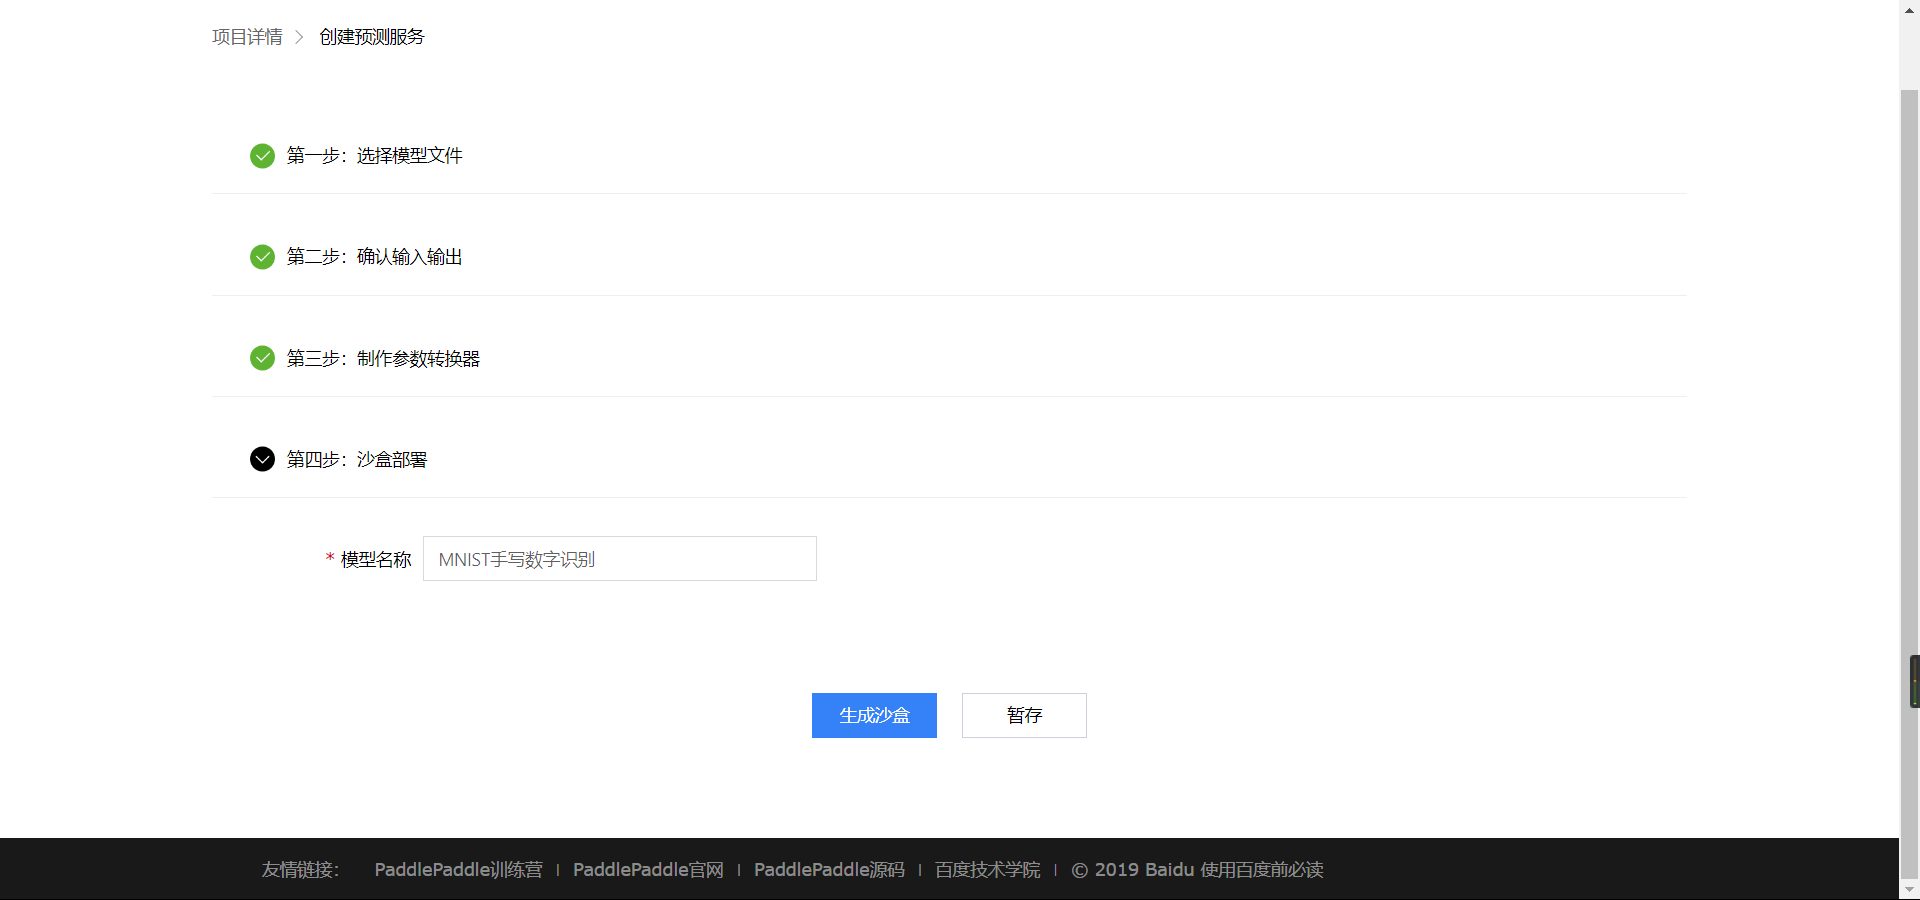 项目详情 > 创建预测服务
第一步：选择模型文件
第二步：确认输入输出
第三步：制作参数转换器
第四步：沙盒部署
* 模型名称 MNIST手写数字识别
生成沙盒 暂存
友情链接： PaddlePaddle训练营 | PaddlePaddle官网 | PaddlePaddle源码 | 百度技术学院 | © 2019 Baidu 使用百度前必读